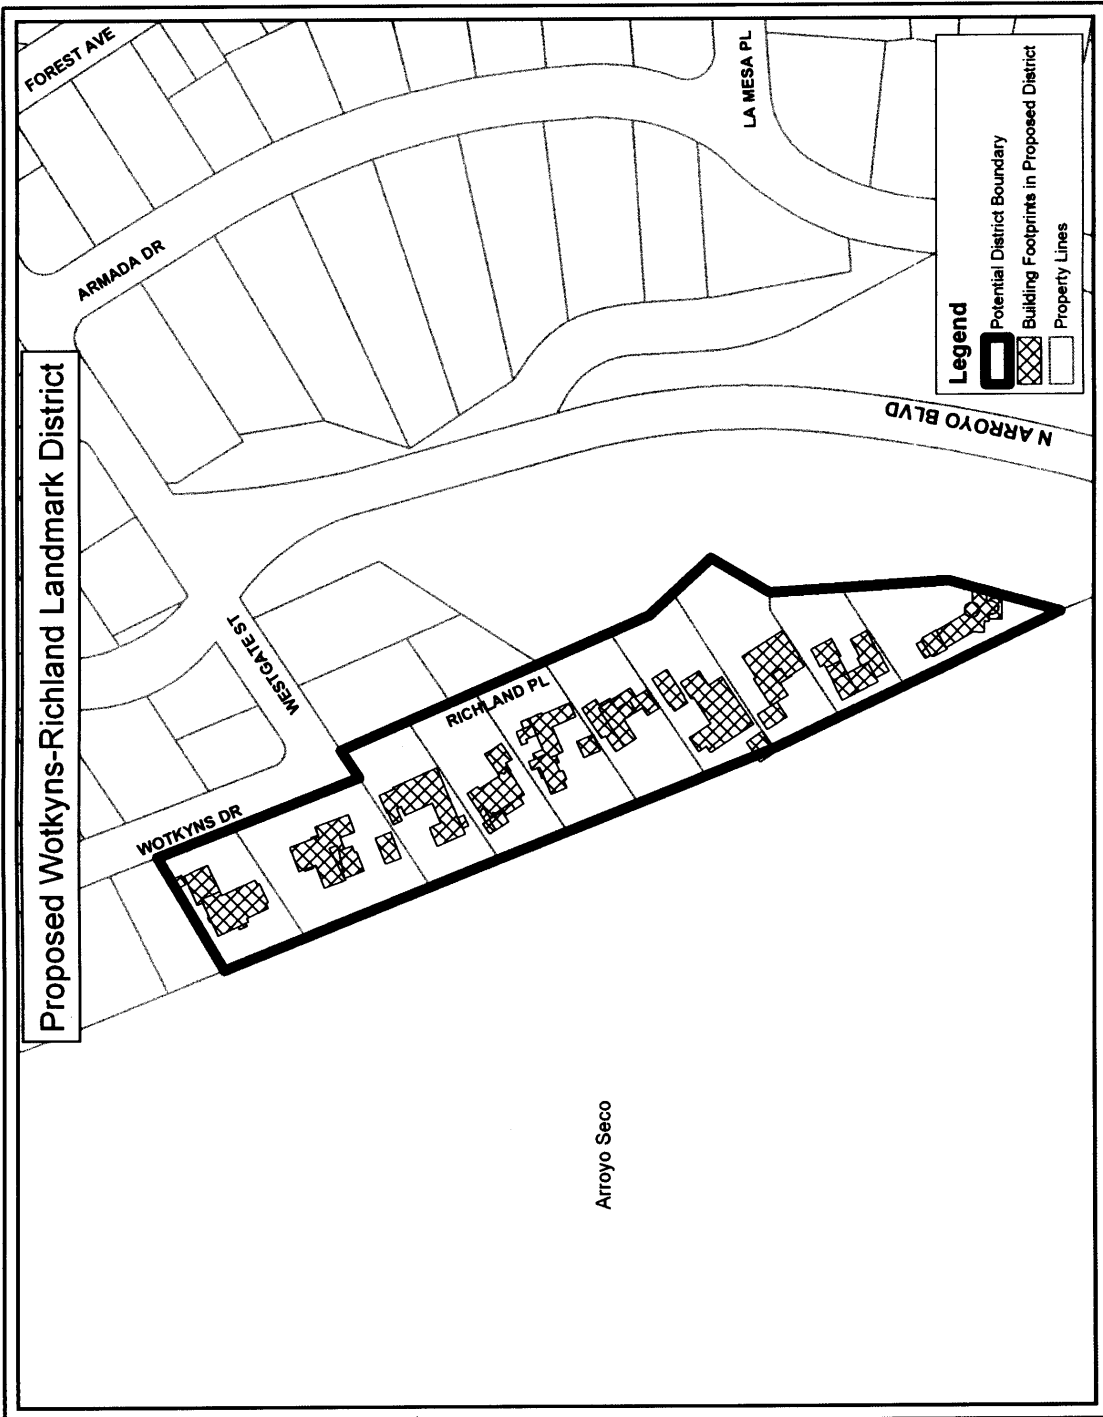 Proposed Wotkyns-Richland Landmark District
FOREST AVE
ARMADA DR
LA MESA PL
WESTGATE ST
WOTKYNS DR
RICHLAND PL
N ARROYO BLVD
Arroyo Seco
Legend
Potential District Boundary
Building Footprints in Proposed District
Property Lines